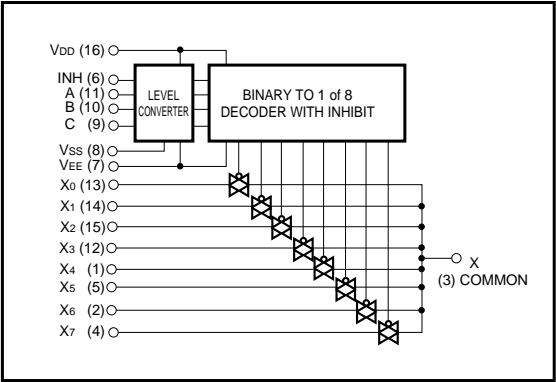 VDD (16)
INH (6)
A (11)
B (10)
C (9)
LEVEL
CONVERTER
BINARY TO 1 of 8
DECODER WITH INHIBIT
VSS (8)
VEE (7)
X0 (13)
X1 (14)
X2 (15)
X3 (12)
X4 (1)
X5 (5)
X6 (2)
X7 (4)
X
(3) COMMON